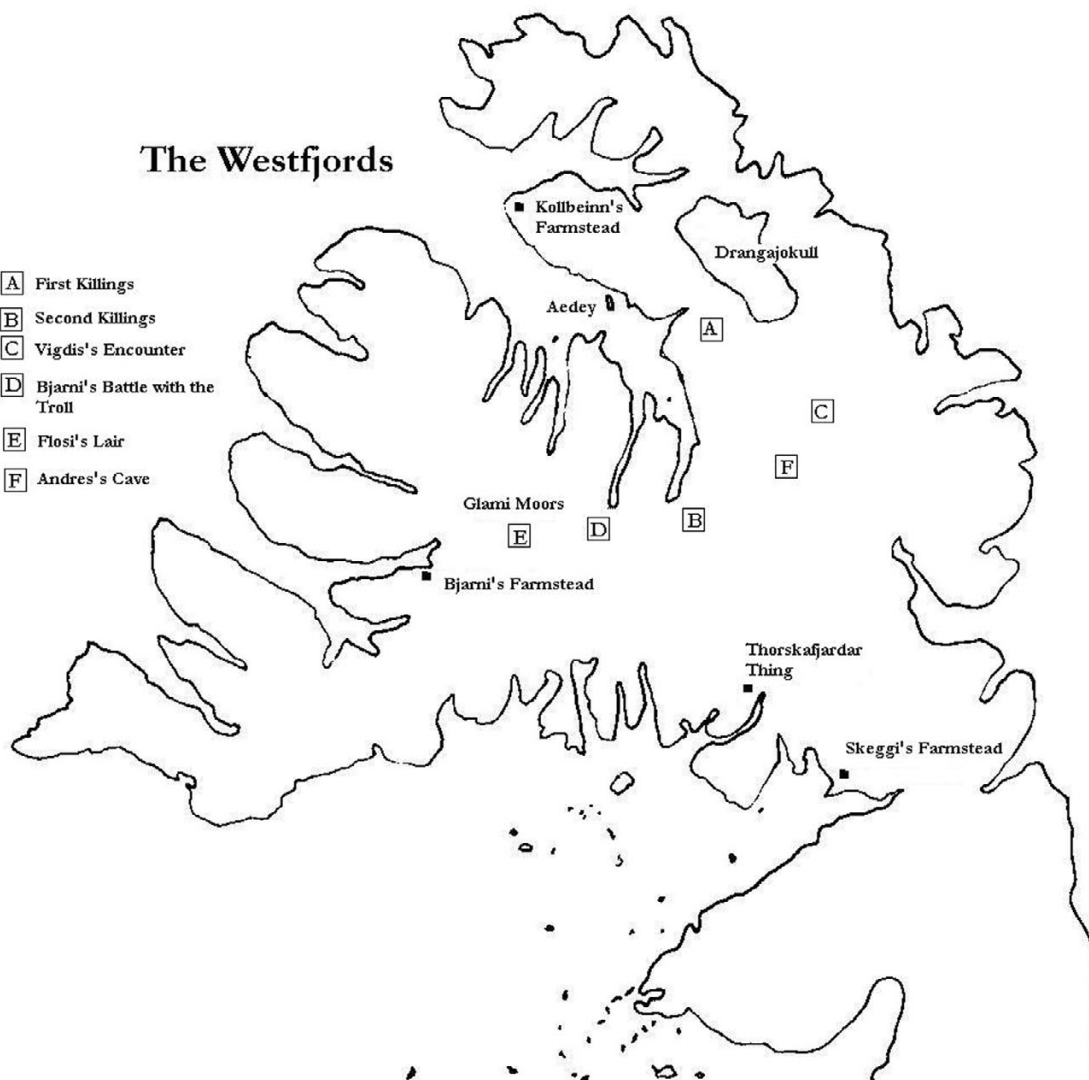 The Westfjords
Kollbeinn's
Farmstead
Drangajokull
A First Killings
B Second Killings
C Vigdis's Encounter
D Bjarni's Battle with the
Troll
E Flosi's Lair
F Andres's Cave
Aedey
A
C
F
Glami Moors
E
D
B
Bjarni's Farmstead
Thorskafjardar
Thing
Skeggi's Farmstead